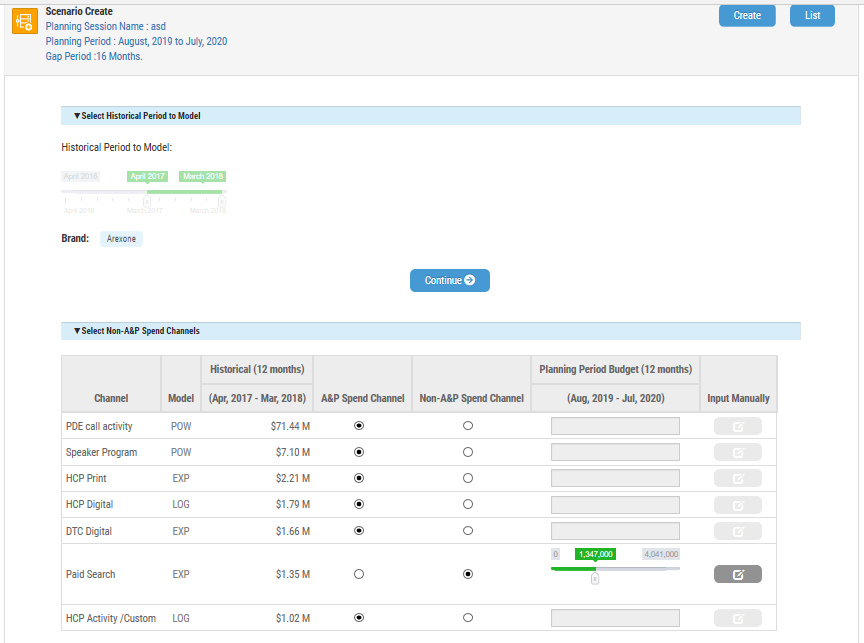 Scenario Create
Create
List
Planning Session Name : asd
Planning Period : August, 2019 to July, 2020
Gap Period :16 Months.
▼Select Historical Period to Model
Historical Period to Model:
April 2016 April 2017 March 2018
April 2016 March 2017 March 2018
Brand: Arexone
Continue
▼Select Non-A&P Spend Channels
Historical (12 months) Planning Period Budget (12 months)
Channel Model (Apr, 2017 - Mar, 2018) A&P Spend Channel Non-A&P Spend Channel (Aug, 2019 - Jul, 2020) Input Manually
PDE call activity POW $71.44 M
Speaker Program POW $7.10 M
HCP Print EXP $2.21 M
HCP Digital LOG $1.79 M
DTC Digital EXP $1.66 M
0 1,347,000 4,041,000
Paid Search EXP $1.35 M
HCP Activity /Custom LOG $1.02 M